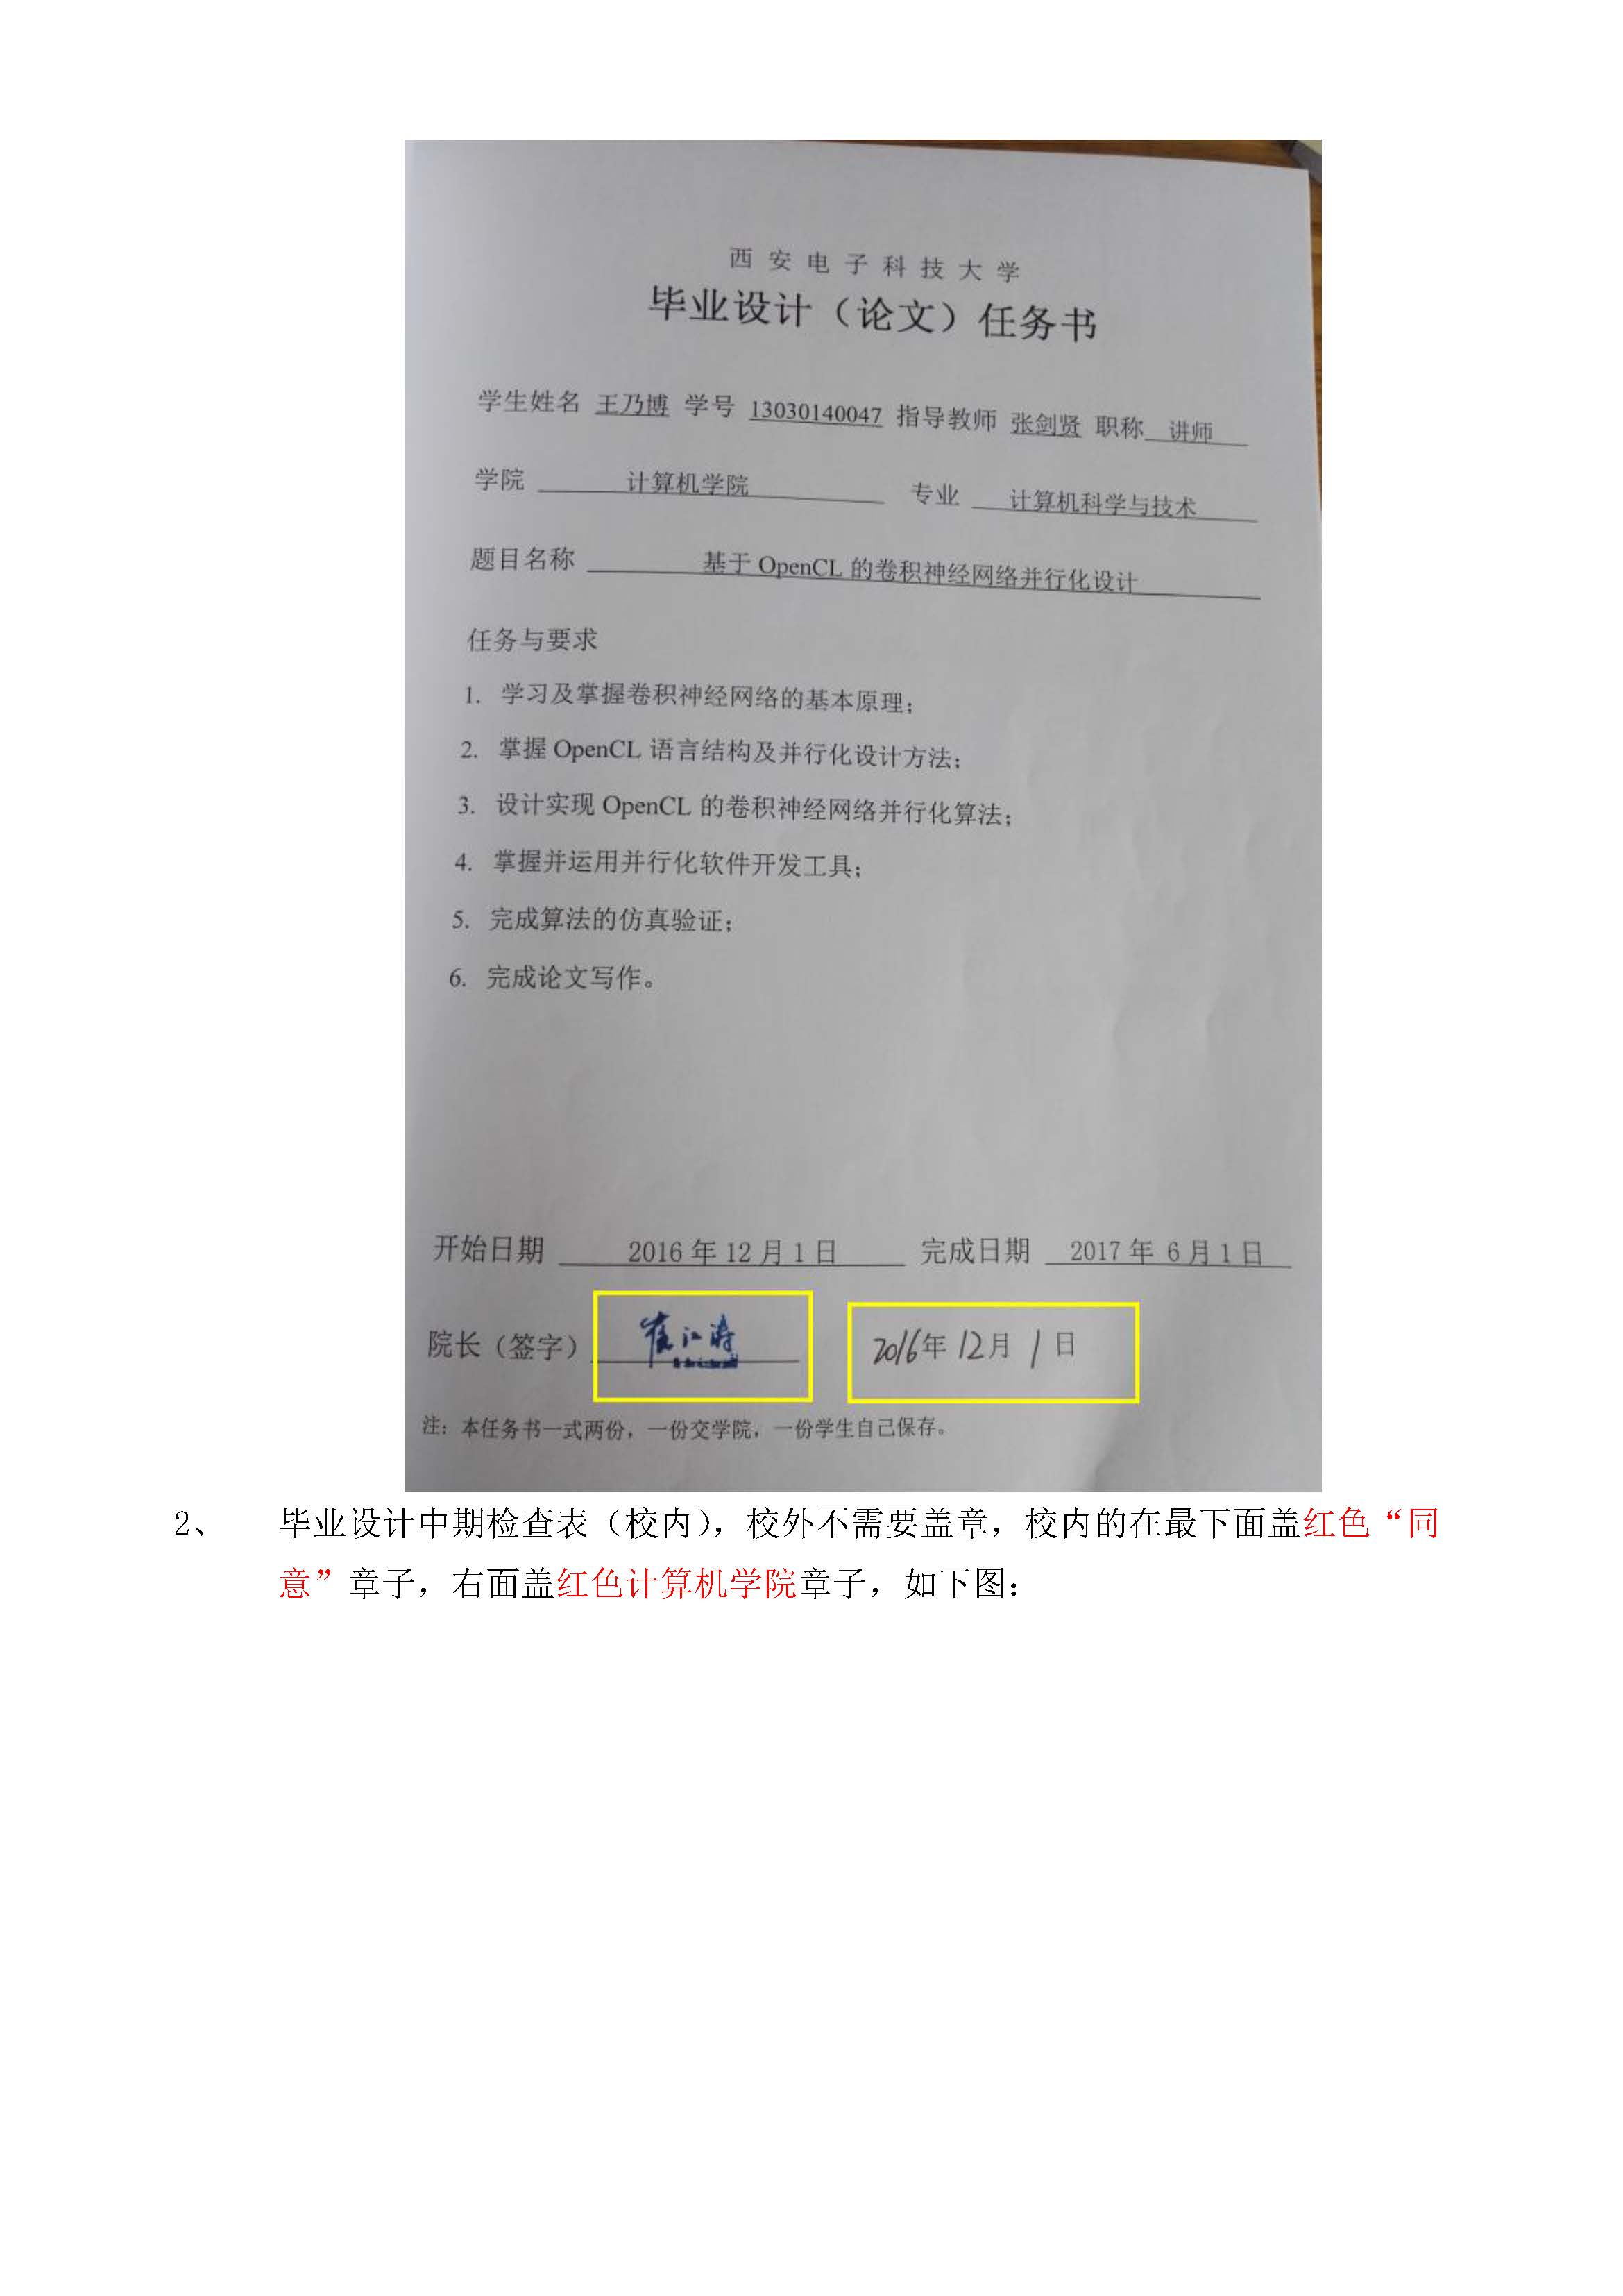 西安电子科技大学
毕业设计（论文）任务书
学生姓名 王乃博 学号 13030140047 指导教师 张剑贤 职称 讲师
学院 计算机学院 专业 计算机科学与技术
题目名称 基于 OpenCL 的卷积神经网络并行化设计
任务与要求
1. 学习及掌握卷积神经网络的基本原理；
2. 掌握 OpenCL 语言结构及并行化设计方法；
3. 设计实现 OpenCL 的卷积神经网络并行化算法；
4. 掌握并运用并行化软件开发工具；
5. 完成算法的仿真验证；
6. 完成论文写作。
开始日期 2016 年 12 月 1 日 完成日期 2017 年 6 月 1 日
院长（签字） 崔江涛 2016年 12月 1 日
注：本任务书一式两份，一份交学院，一份学生自己保存。
2、 毕业设计中期检查表（校内），校外不需要盖章，校内的在最下面盖红色“同
意”章子，右面盖红色计算机学院章子，如下图：